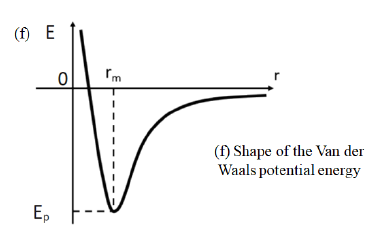 (f) E
0
r_m
r
(f) Shape of the Van der
Waals potential energy
E_p